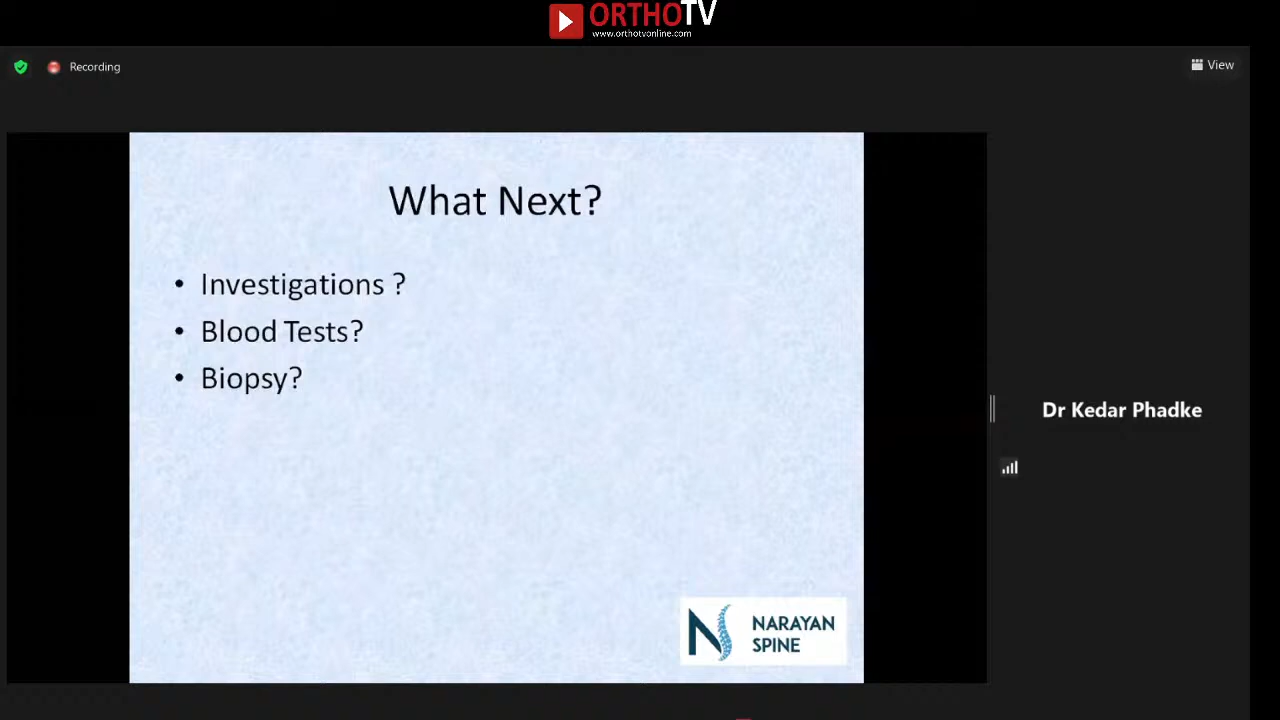 ORTHOTV
www.orthotvonline.com
Recording
View
What Next?
• Investigations ?
• Blood Tests?
• Biopsy?
Dr Kedar Phadke
N NARAYAN
SPINE